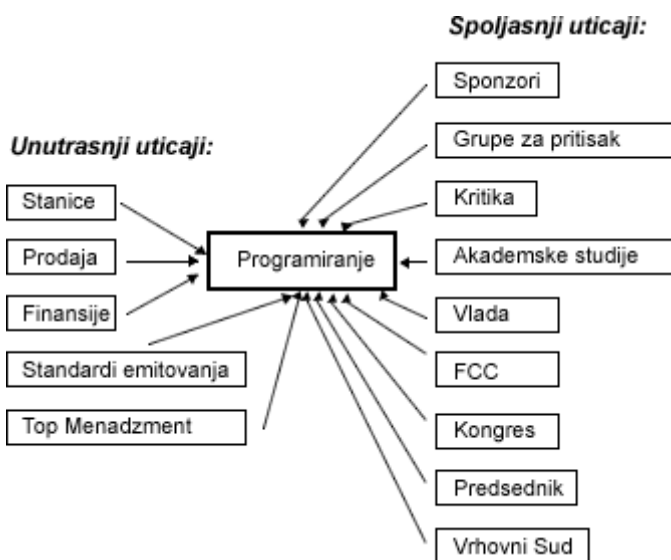 Spoljasnji uticaji:
Sponzori
Grupe za pritisak
Unutrasnji uticaji:
Stanice
Kritika
Prodaja
Programiranje
Akademske studije
Finansije
Vlada
Standardi emitovanja
FCC
Top Menadzment
Kongres
Predsednik
Vrhovni Sud